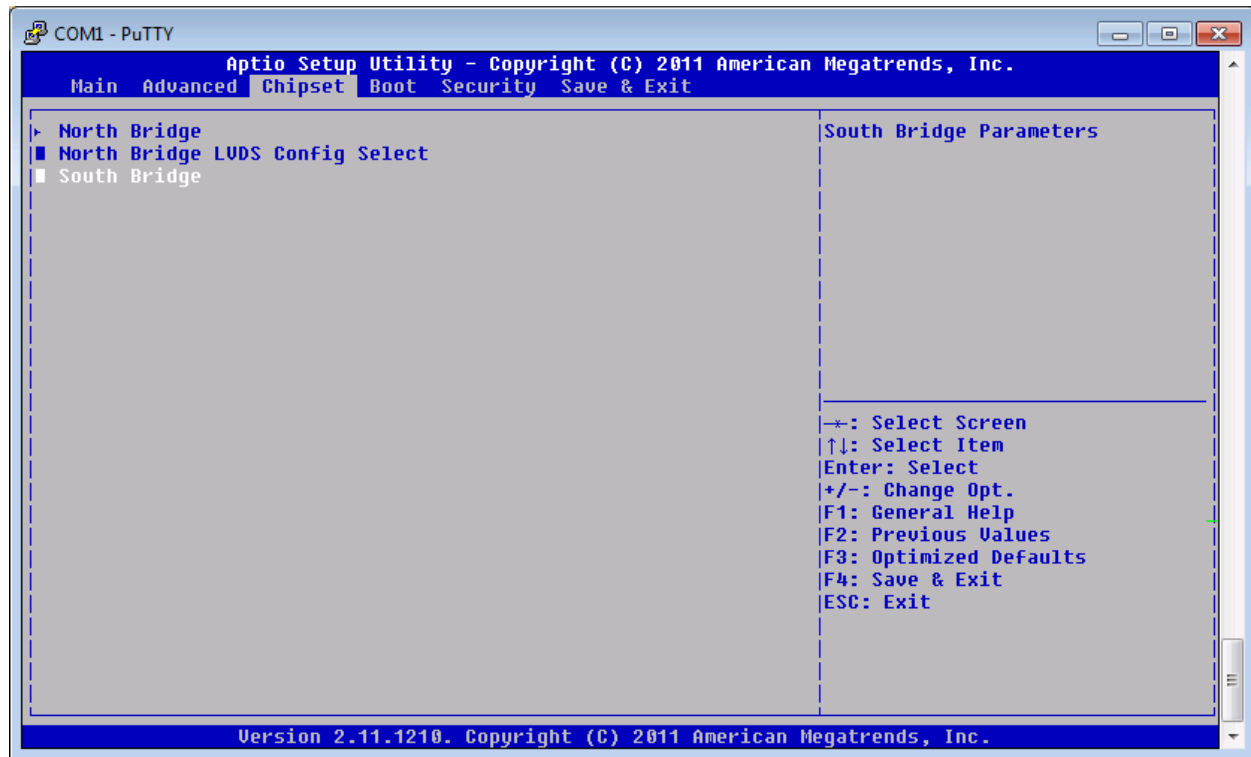 COM1 - PuTTY
Aptio Setup Utility - Copyright (C) 2011 American Megatrends, Inc.
Main Advanced Chipset Boot Security Save & Exit
North Bridge
North Bridge LVDS Config Select
South Bridge
South Bridge Parameters
→←: Select Screen
↑↓: Select Item
Enter: Select
+/-: Change Opt.
F1: General Help
F2: Previous Values
F3: Optimized Defaults
F4: Save & Exit
ESC: Exit
Version 2.11.1210. Copyright (C) 2011 American Megatrends, Inc.